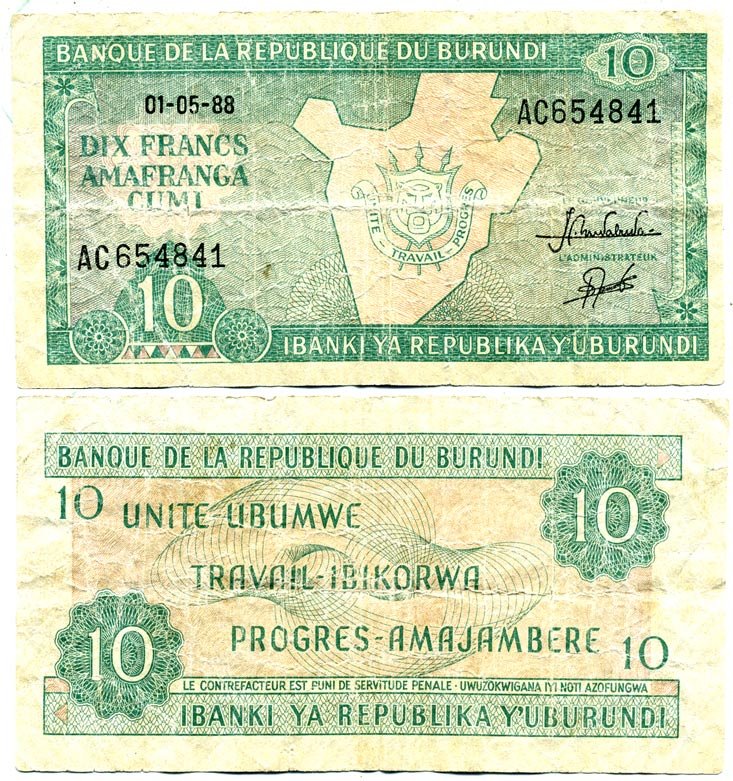 BANQUE DE LA REPUBLIQUE DU BURUNDI
10
01-05-88
AC654841
DIX FRANCS
AMAFRANGA
CUMI
UNITE - TRAVAIL - PROGRES
L'ADMINISTRATEUR
AC654841
10
IBANKI YA REPUBLIKA Y'UBURUNDI
BANQUE DE LA REPUBLIQUE DU BURUNDI
10
UNITE-UBUMWE
10
TRAVAIL-IBIKORWA
10
PROGRES-AMAJAMBERE
10
LE CONTREFACTEUR EST PUNI DE SERVITUDE PENALE · UWUZOKWIGANA IYI NOTI AZOFUNGWA
IBANKI YA REPUBLIKA Y'UBURUNDI